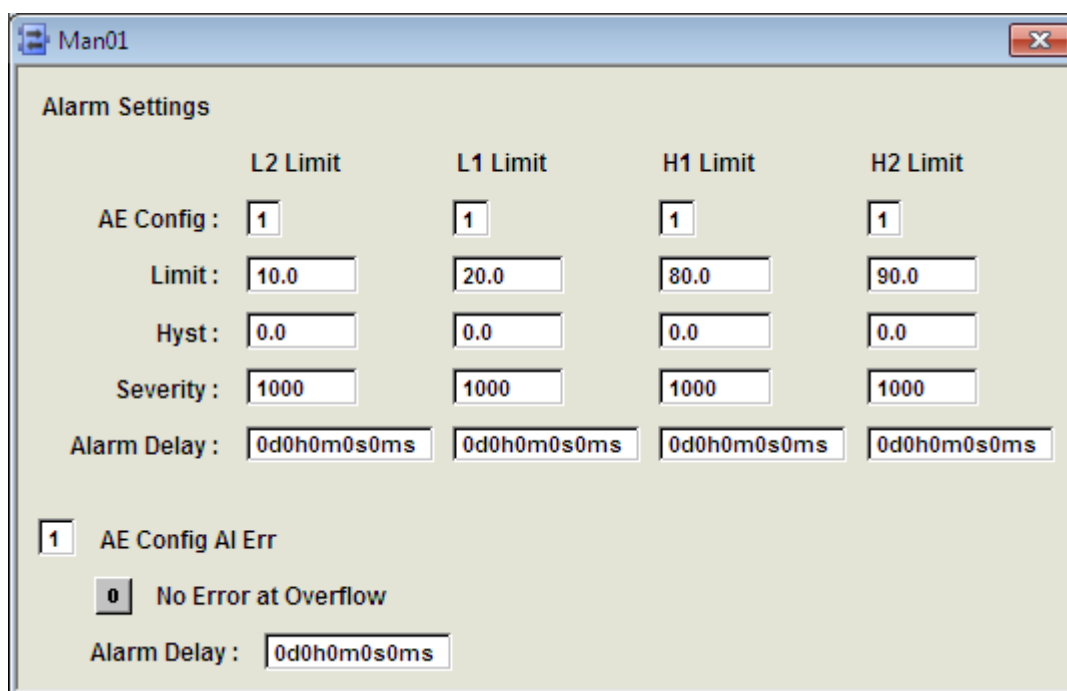 Man01
Alarm Settings
L2 Limit L1 Limit H1 Limit H2 Limit
AE Config : 1 1 1 1
Limit : 10.0 20.0 80.0 90.0
Hyst : 0.0 0.0 0.0 0.0
Severity : 1000 1000 1000 1000
Alarm Delay : 0d0h0m0s0ms 0d0h0m0s0ms 0d0h0m0s0ms 0d0h0m0s0ms
1 AE Config AI Err
0 No Error at Overflow
Alarm Delay : 0d0h0m0s0ms